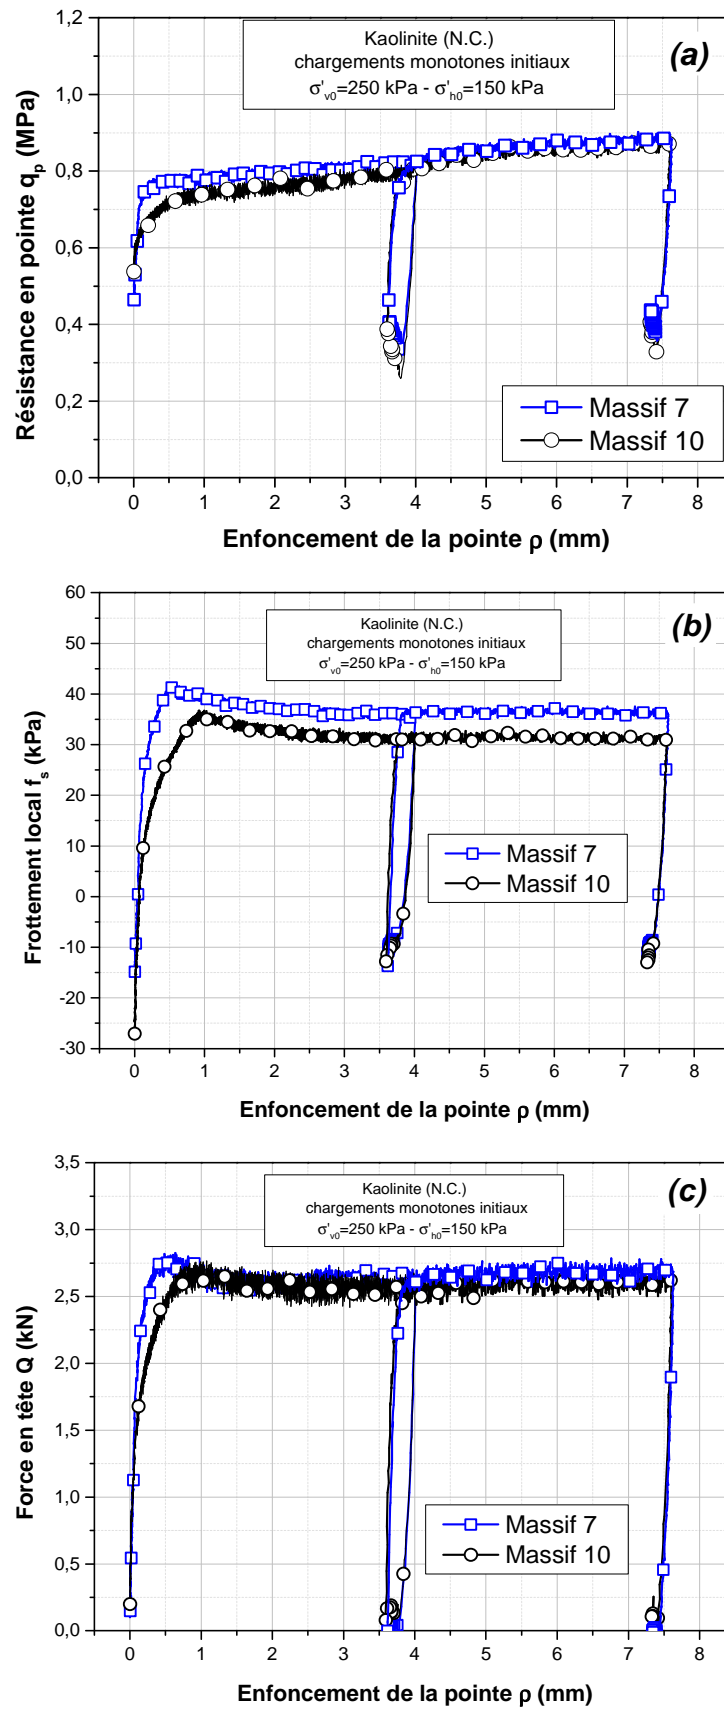 1,2
1,0
0,8
0,6
0,4
0,2
0,0
Résistance en pointe qp (MPa)
Kaolinite (N.C.)
chargements monotones initiaux
σ'v0=250 kPa - σ'h0=150 kPa
(a)
Massif 7
Massif 10
0 1 2 3 4 5 6 7 8
Enfoncement de la pointe ρ (mm)
60
50
40
30
20
10
0
-10
-20
-30
Frottement local fs (kPa)
Kaolinite (N.C.)
chargements monotones initiaux
σ'v0=250 kPa - σ'h0=150 kPa
(b)
Massif 7
Massif 10
0 1 2 3 4 5 6 7 8
Enfoncement de la pointe ρ (mm)
3,5
3,0
2,5
2,0
1,5
1,0
0,5
0,0
Force en tête Q (kN)
Kaolinite (N.C.)
chargements monotones initiaux
σ'v0=250 kPa - σ'h0=150 kPa
(c)
Massif 7
Massif 10
0 1 2 3 4 5 6 7 8
Enfoncement de la pointe ρ (mm)